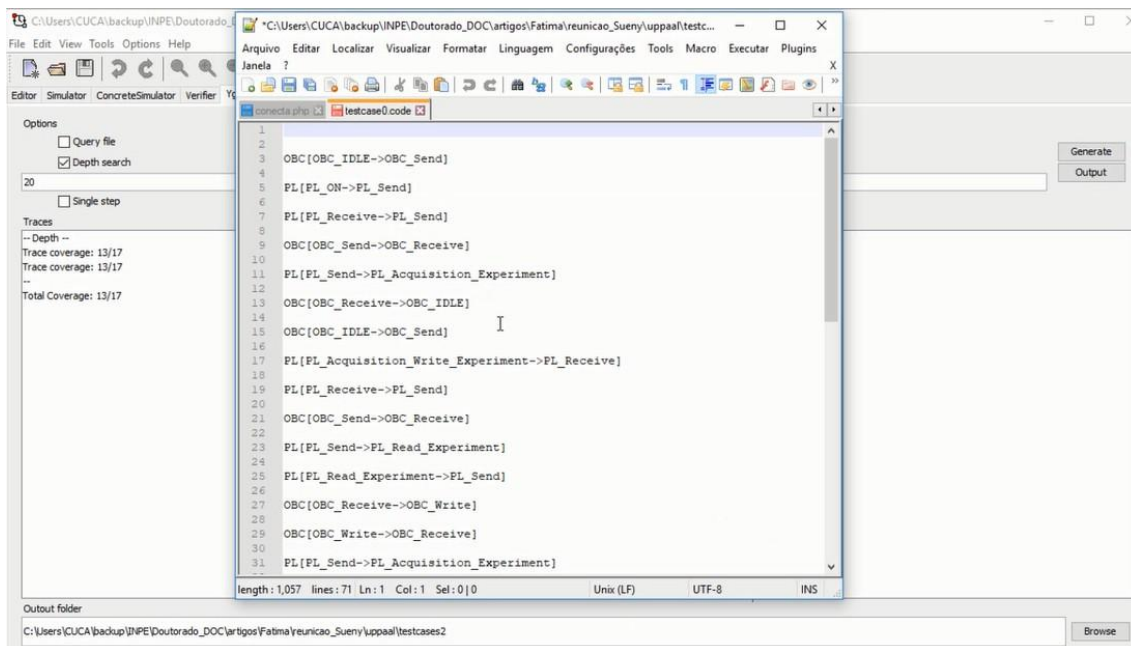 C:\Users\CUCA\backup\INPE\Doutorado_D
File Edit View Tools Options Help
Editor Simulator ConcreteSimulator Verifier
Options
Query file
Depth search
20
Single step
Traces
-- Depth --
Trace coverage: 13/17
Trace coverage: 13/17
--
Total Coverage: 13/17
Generate
Output
*C:\Users\CUCA\backup\INPE\Doutorado_DOC\artigos\Fatima\reunicao_Sueny\uppaal\testc...
Arquivo Editar Localizar Visualizar Formatar Linguagem Configurações Tools Macro Executar Plugins
Janela ?
X
conecta.php testcase0.code
1
2
3 OBC[OBC_IDLE->OBC_Send]
4
5 PL[PL_ON->PL_Send]
6
7 PL[PL_Receive->PL_Send]
8
9 OBC[OBC_Send->OBC_Receive]
10
11 PL[PL_Send->PL_Acquisition_Experiment]
12
13 OBC[OBC_Receive->OBC_IDLE]
14
15 OBC[OBC_IDLE->OBC_Send]
16
17 PL[PL_Acquisition_Write_Experiment->PL_Receive]
18
19 PL[PL_Receive->PL_Send]
20
21 OBC[OBC_Send->OBC_Receive]
22
23 PL[PL_Send->PL_Read_Experiment]
24
25 PL[PL_Read_Experiment->PL_Send]
26
27 OBC[OBC_Receive->OBC_Write]
28
29 OBC[OBC_Write->OBC_Receive]
30
31 PL[PL_Send->PL_Acquisition_Experiment]
length : 1,057 lines : 71 Ln : 1 Col : 1 Sel : 0 | 0 Unix (LF) UTF-8 INS
Outout folder
C:\Users\CUCA\backup\INPE\Doutorado_DOC\artigos\Fatima\reunicao_Sueny\uppaal\testcases2
Browse